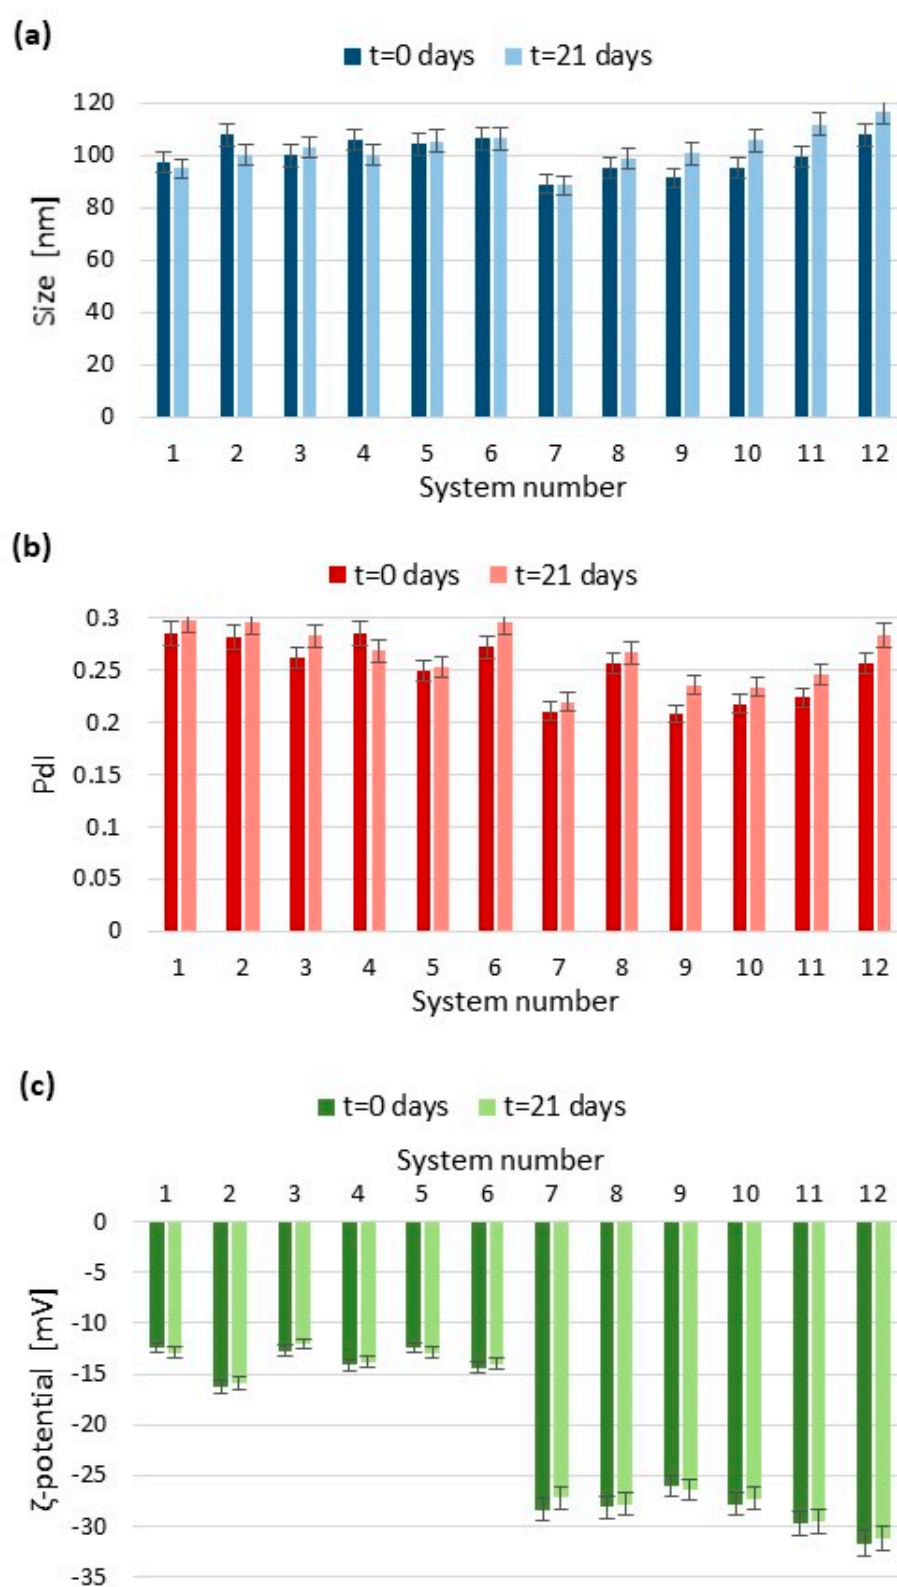 (a)
t=0 days t=21 days
Size [nm]
120
100
80
60
40
20
0
1 2 3 4 5 6 7 8 9 10 11 12
System number
(b)
t=0 days t=21 days
PdI
0.3
0.25
0.2
0.15
0.1
0.05
0
1 2 3 4 5 6 7 8 9 10 11 12
System number
(c)
t=0 days t=21 days
System number
1 2 3 4 5 6 7 8 9 10 11 12
ζ-potential [mV]
0
-5
-10
-15
-20
-25
-30
-35